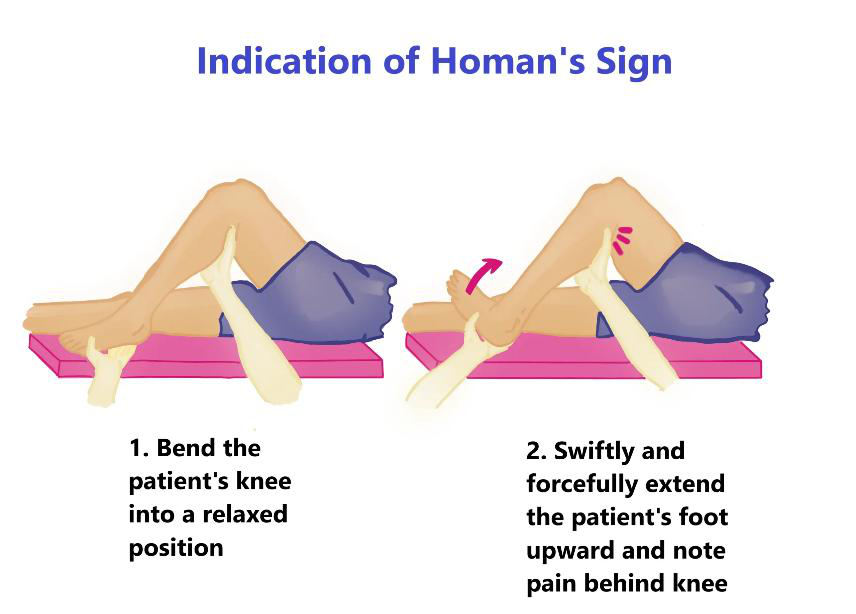 Indication of Homan's Sign
1. Bend the
patient's knee
into a relaxed
position
2. Swiftly and
forcefully extend
the patient's foot
upward and note
pain behind knee